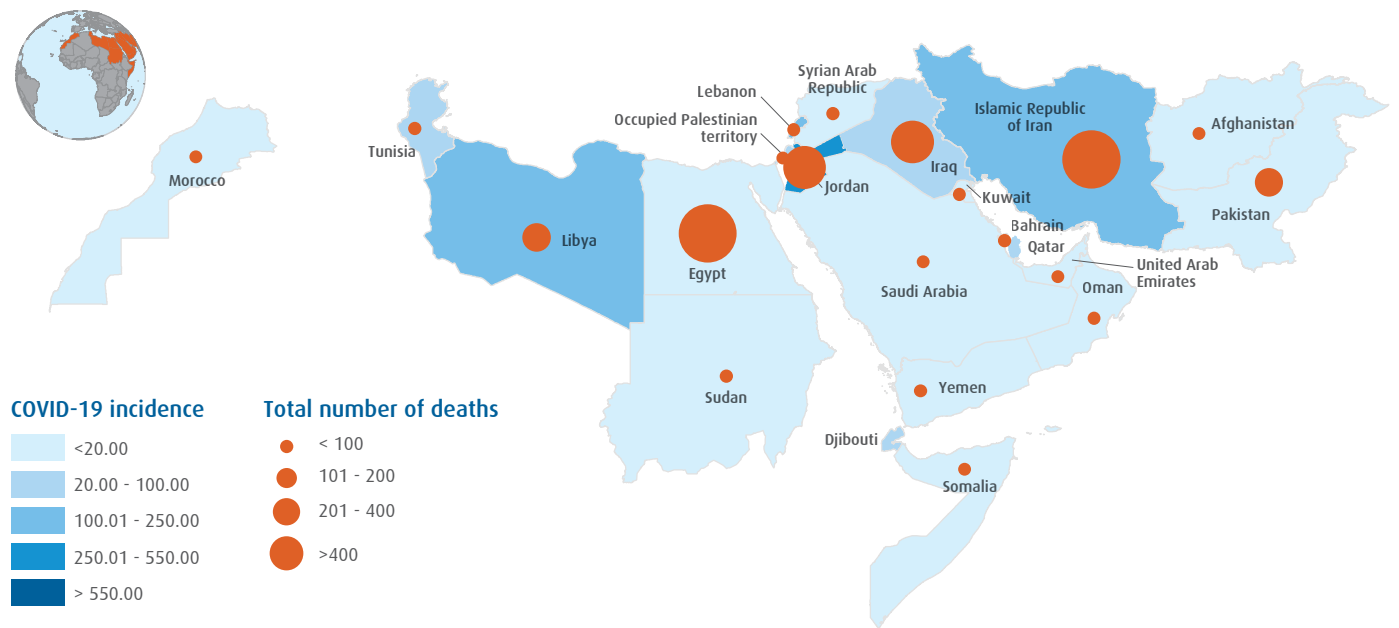 Syrian Arab
Republic
Lebanon
Islamic Republic
of Iran
Occupied Palestinian
territory
Afghanistan
Tunisia
Iraq
Morocco
Jordan
Kuwait
Pakistan
Bahrain
Libya
Qatar
Egypt
United Arab
Emirates
Saudi Arabia
Oman
Yemen
Sudan
Djibouti
Somalia
COVID-19 incidence
<20.00
20.00 - 100.00
100.01 - 250.00
250.01 - 550.00
> 550.00
Total number of deaths
< 100
101 - 200
201 - 400
>400